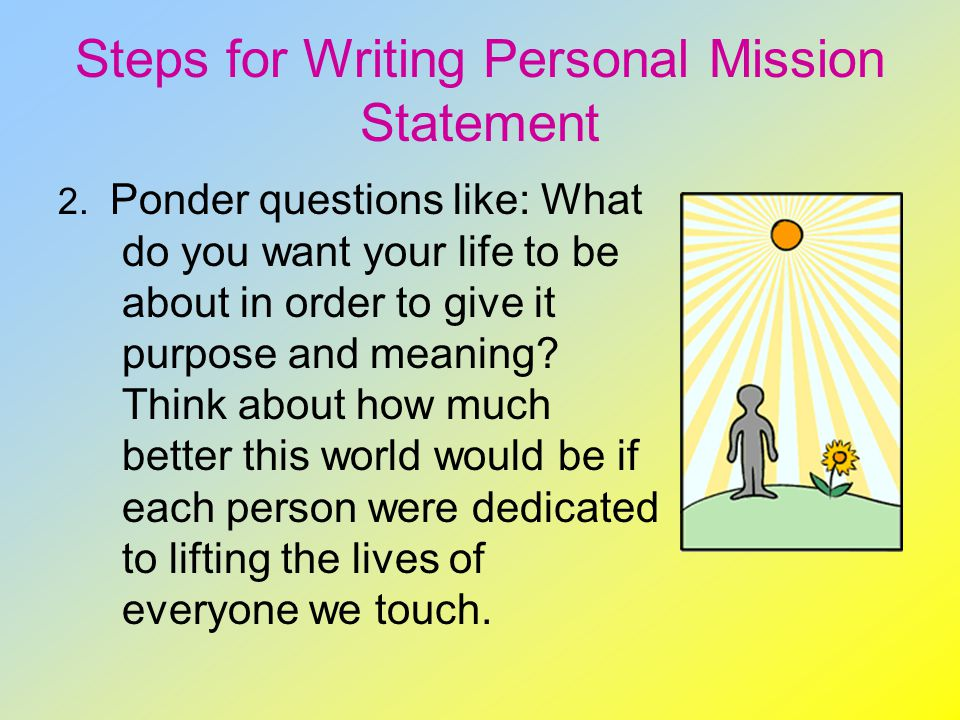 Steps for Writing Personal Mission
Statement
2. Ponder questions like: What
do you want your life to be
about in order to give it
purpose and meaning?
Think about how much
better this world would be if
each person were dedicated
to lifting the lives of
everyone we touch.